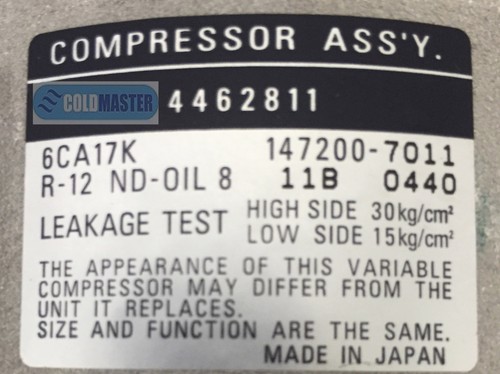 COMPRESSOR ASS'Y.
COLDMASTER 4462811
6CA17K 147200-7011
R-12 ND-OIL 8 11B 0440
LEAKAGE TEST HIGH SIDE 30kg/cm²
LOW SIDE 15kg/cm²
THE APPEARANCE OF THIS VARIABLE
COMPRESSOR MAY DIFFER FROM THE
UNIT IT REPLACES.
SIZE AND FUNCTION ARE THE SAME.
MADE IN JAPAN